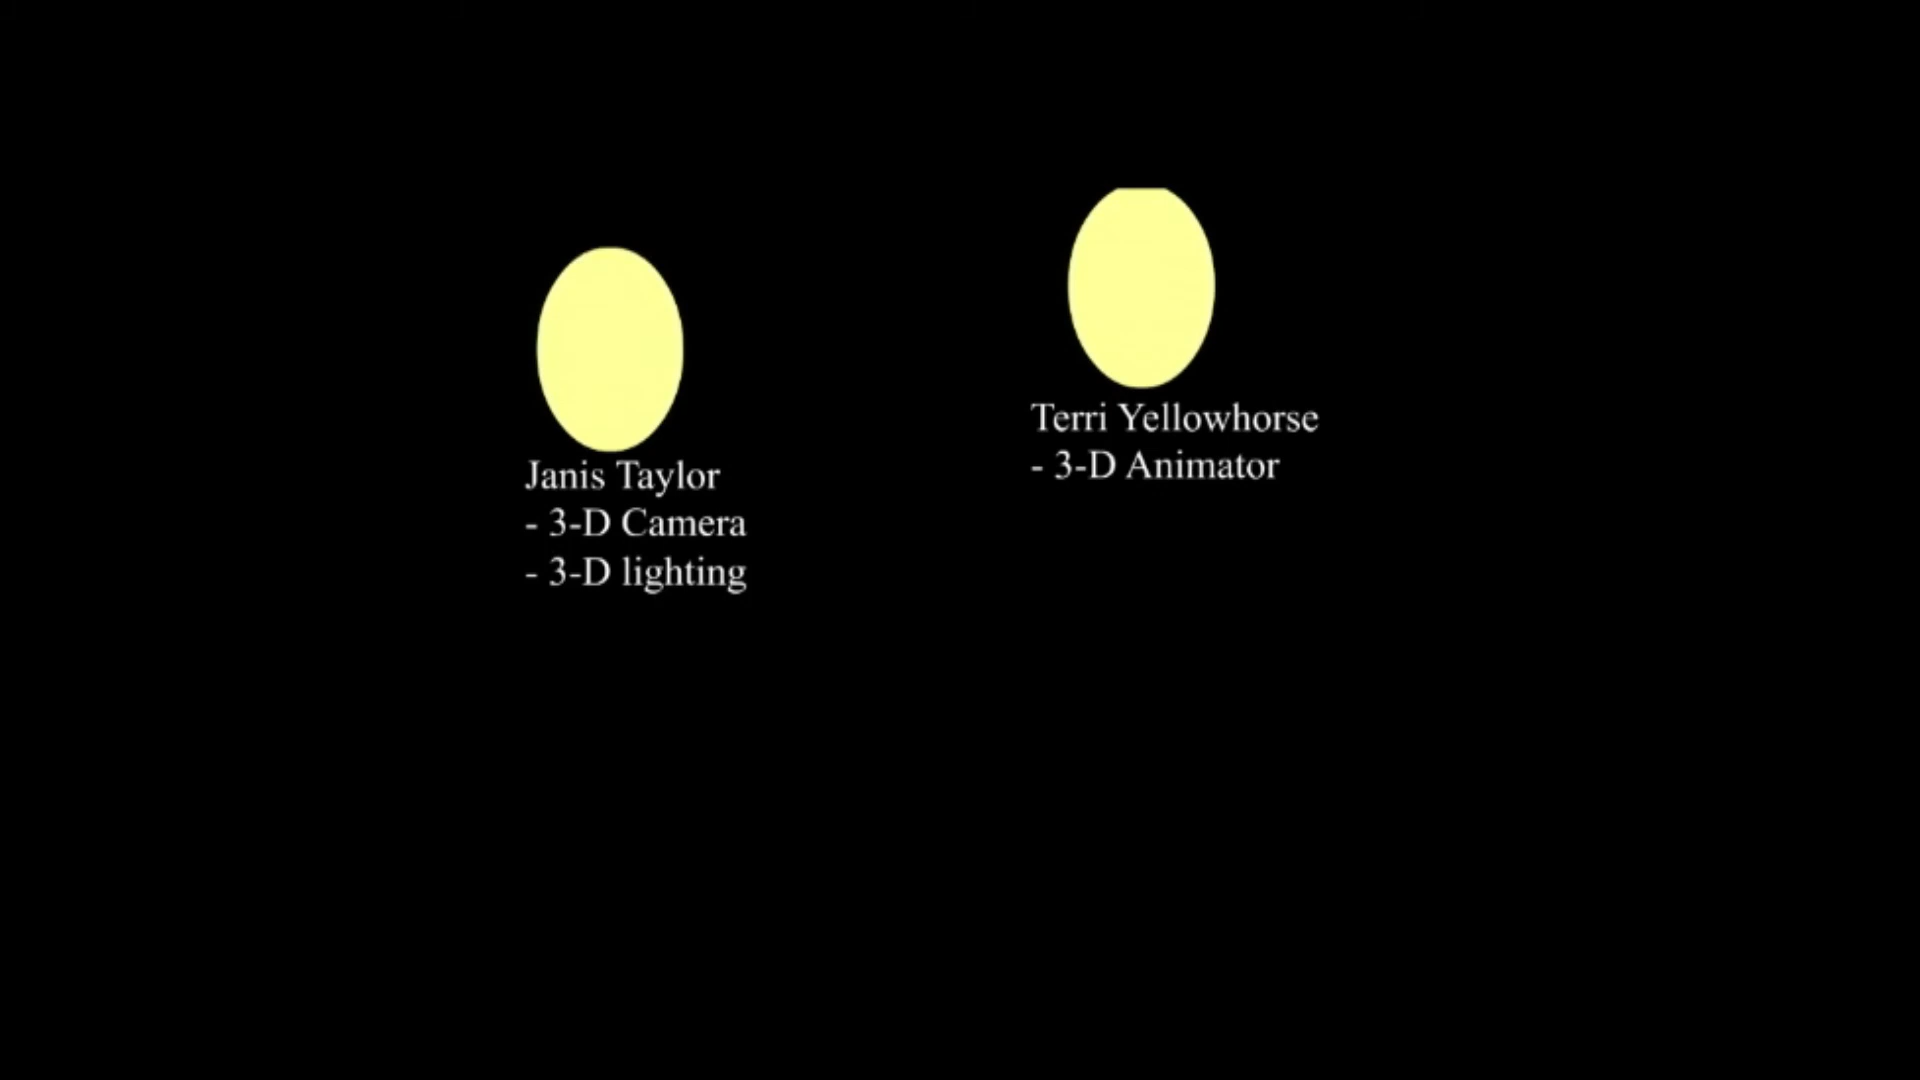 Janis Taylor
- 3-D Camera
- 3-D lighting
Terri Yellowhorse
- 3-D Animator